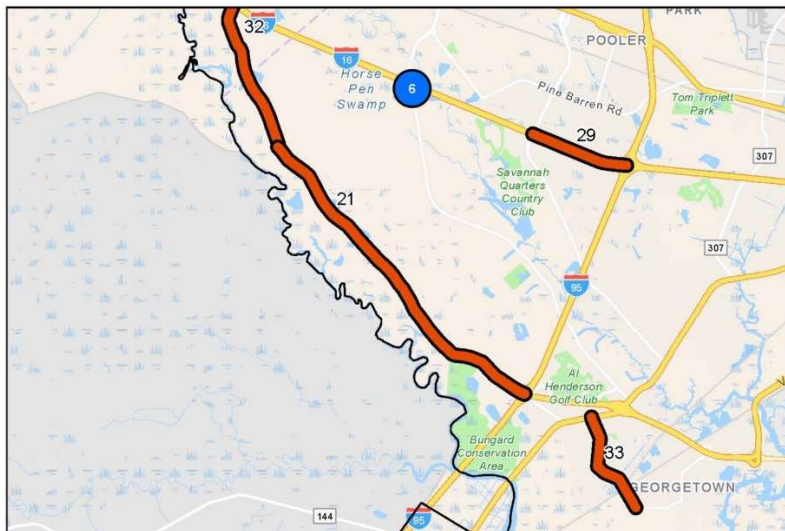 PARK
32
16
POOLER
Horse
Pen
Swamp
6
Pine Barren Rd
Tom Triplett
Park
29
307
Savannah
Quarters
Country
Club
21
307
95
Al
Henderson
Golf Club
Bungard
Conservation
Area
33
GEORGETOWN
144
95